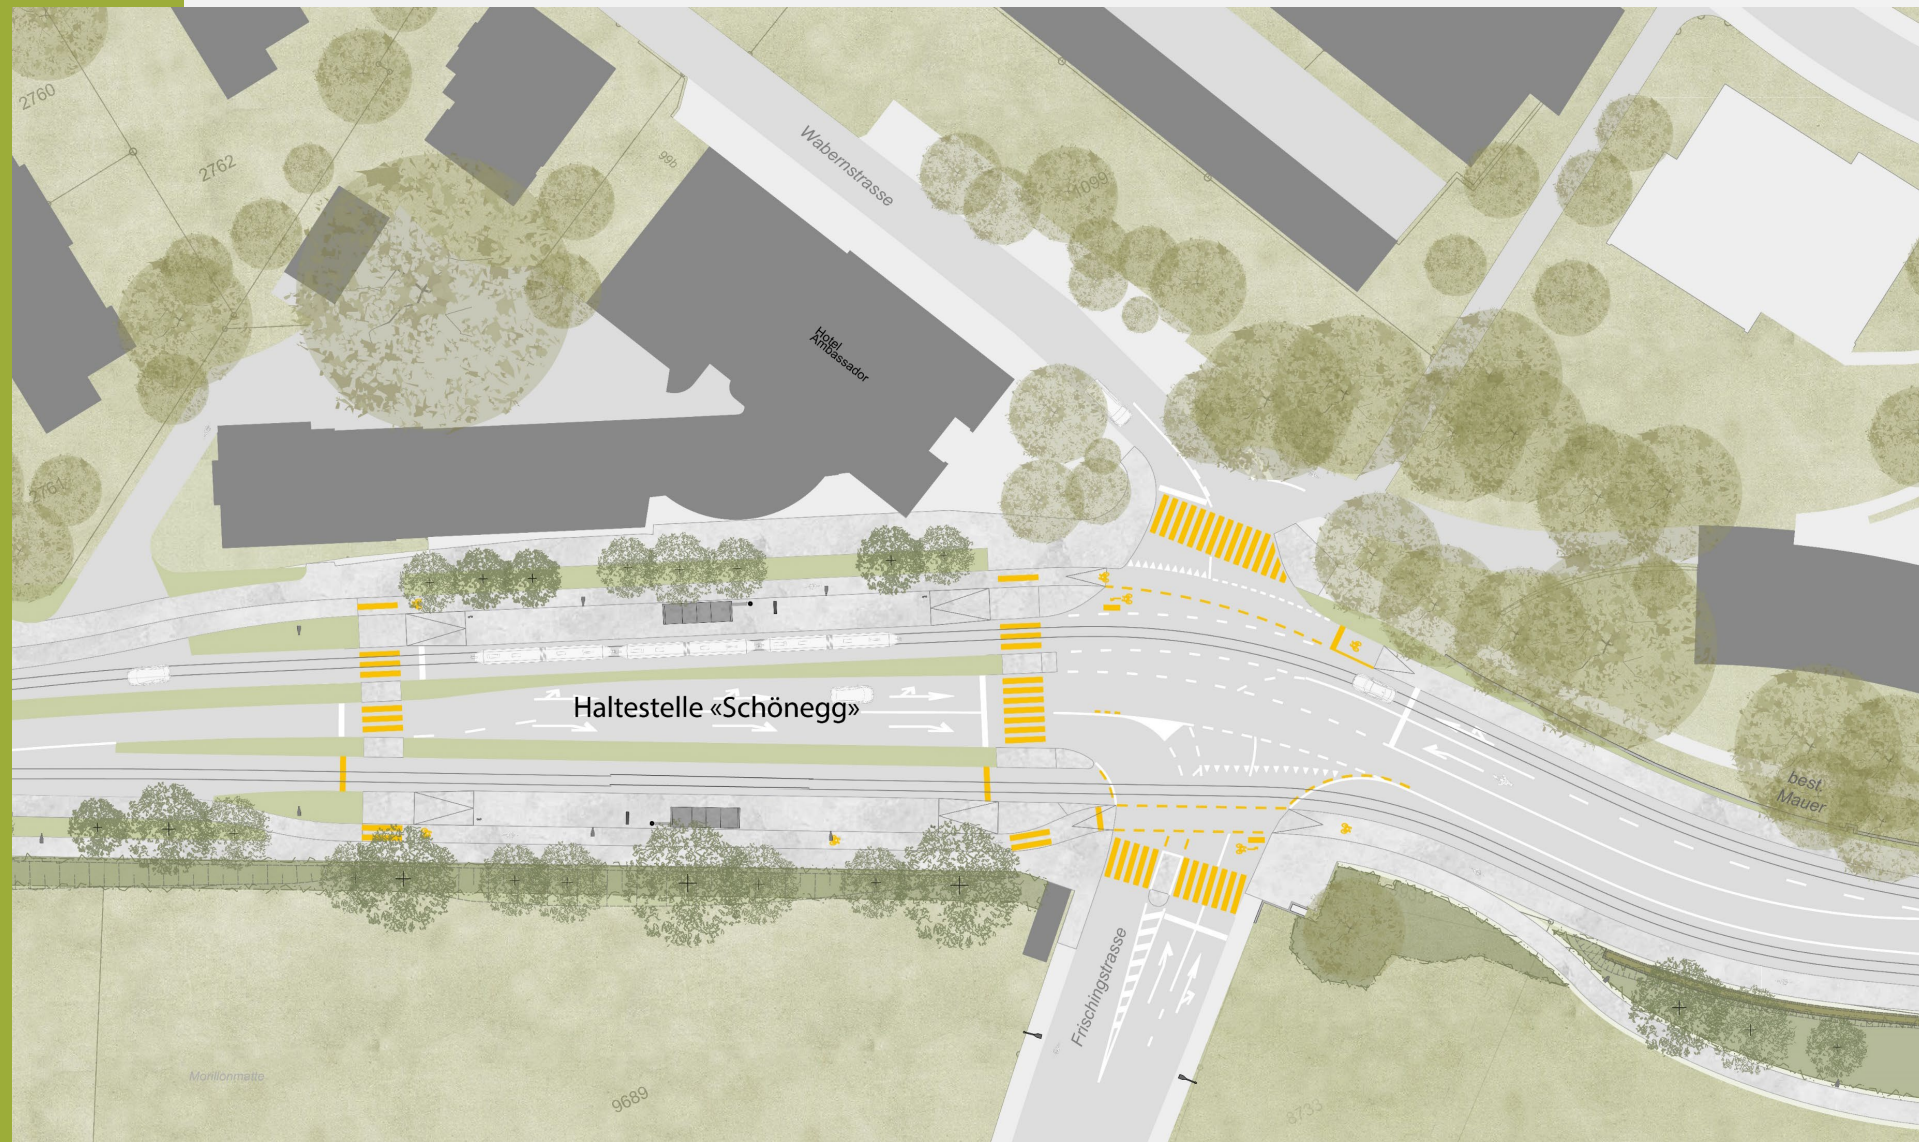 2760
2762
99b
Wabernstrasse
1099
Hotel
Ambassador
2761
Haltestelle «Schönegg»
best.
Mauer
Frischingstrasse
Morillonmatte
9689
8733